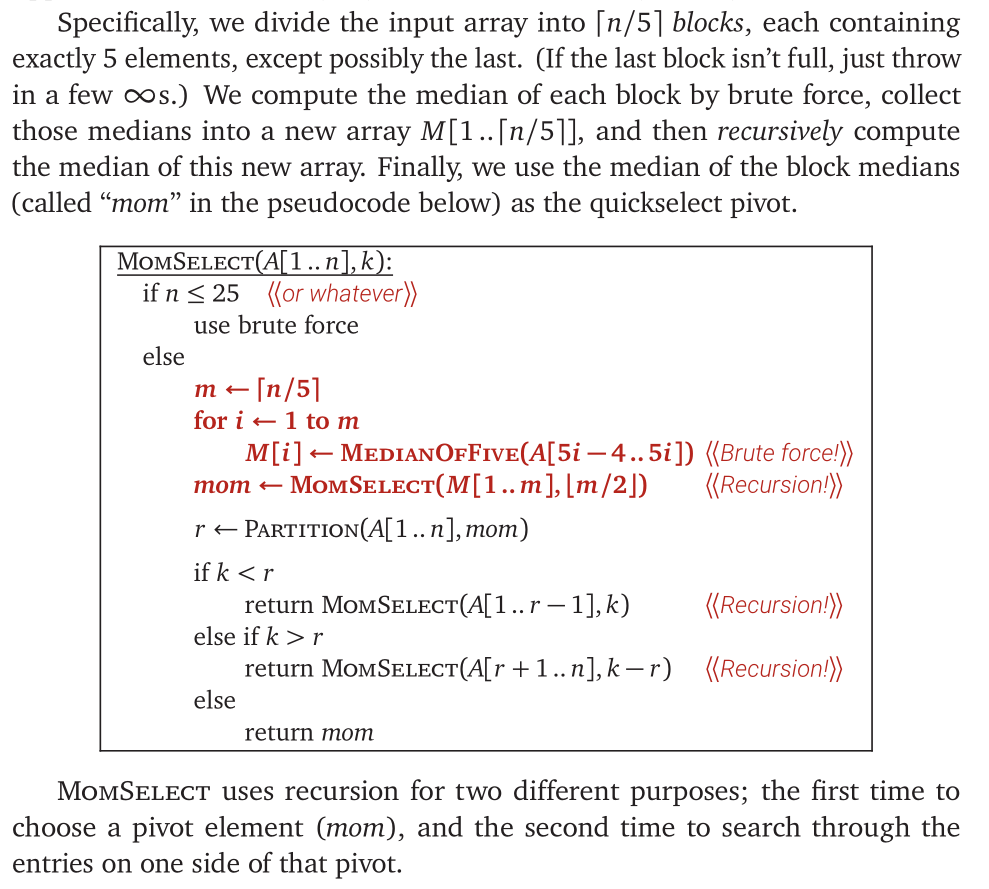 Specifically, we divide the input array into ⌈n/5⌉ blocks, each containing
exactly 5 elements, except possibly the last. (If the last block isn’t full, just throw
in a few ∞s.) We compute the median of each block by brute force, collect
those medians into a new array M[1..⌈n/5⌉], and then recursively compute
the median of this new array. Finally, we use the median of the block medians
(called “mom” in the pseudocode below) as the quickselect pivot.
MomSelect(A[1..n], k):
if n ≤ 25 ⟨⟨or whatever⟩⟩
use brute force
else
m ← ⌈n/5⌉
for i ← 1 to m
M[i] ← MedianOfFive(A[5i − 4..5i]) ⟨⟨Brute force!⟩⟩
mom ← MomSelect(M[1..m], ⌊m/2⌋) ⟨⟨Recursion!⟩⟩
r ← Partition(A[1..n], mom)
if k < r
return MomSelect(A[1..r − 1], k) ⟨⟨Recursion!⟩⟩
else if k > r
return MomSelect(A[r + 1..n], k − r) ⟨⟨Recursion!⟩⟩
else
return mom
MomSelect uses recursion for two different purposes; the first time to
choose a pivot element (mom), and the second time to search through the
entries on one side of that pivot.